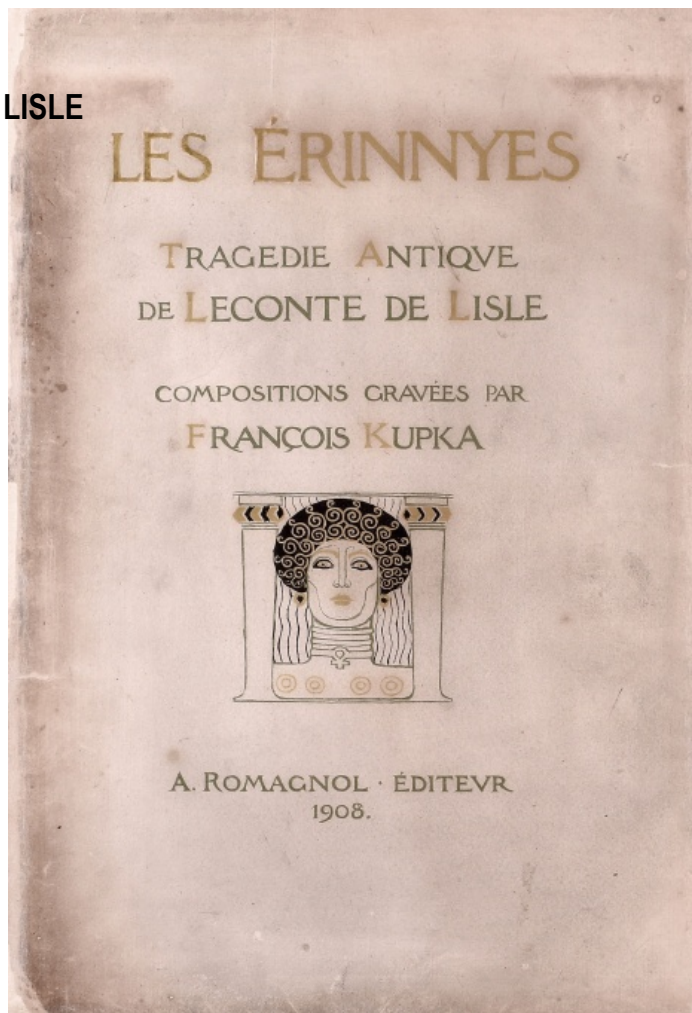 LISLE
LES ÉRINNYES
TRAGEDIE ANTIQVE
DE LECONTE DE LISLE
COMPOSITIONS GRAVÉES PAR
FRANÇOIS KUPKA
A. ROMAGNOL · ÉDITEVR
1908.